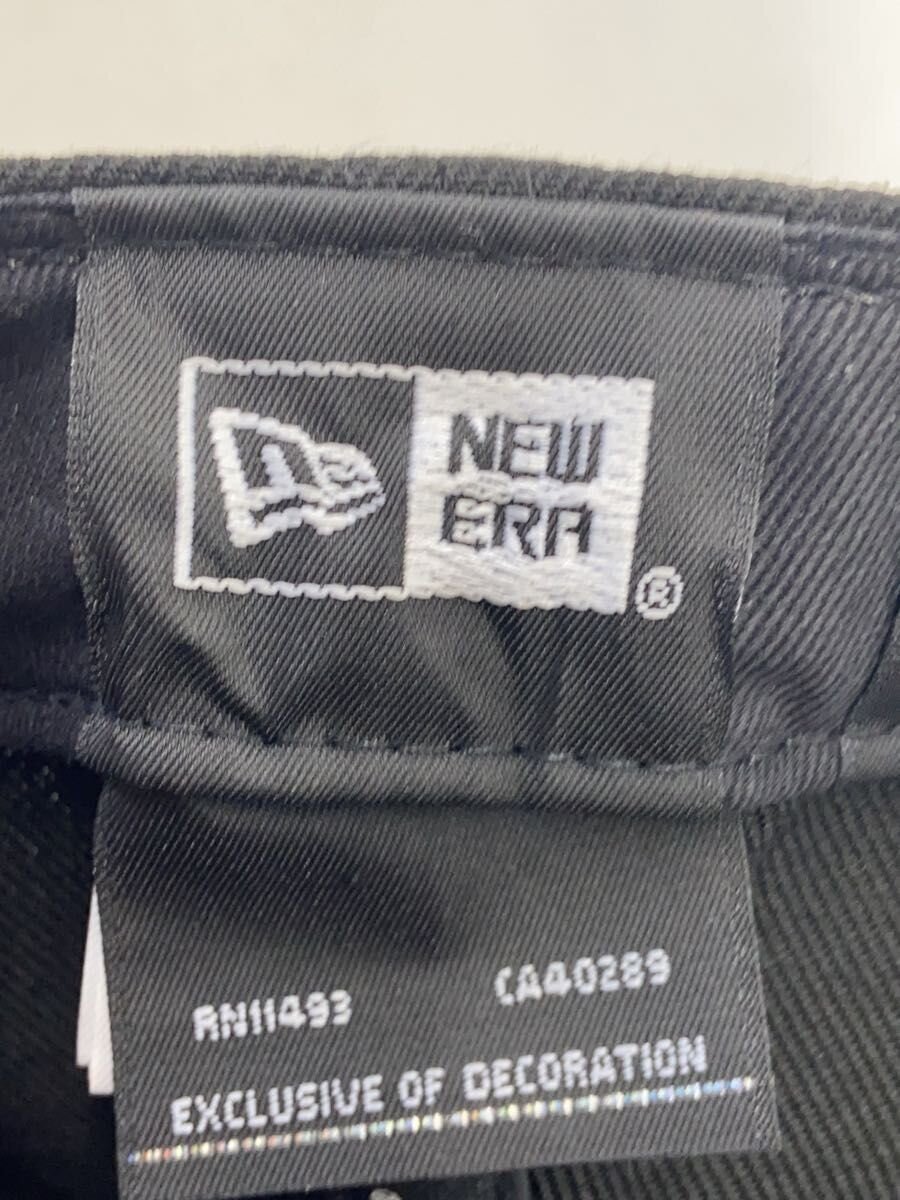 NEW
ERA
®
RN11493 CA40289
EXCLUSIVE OF DECORATION